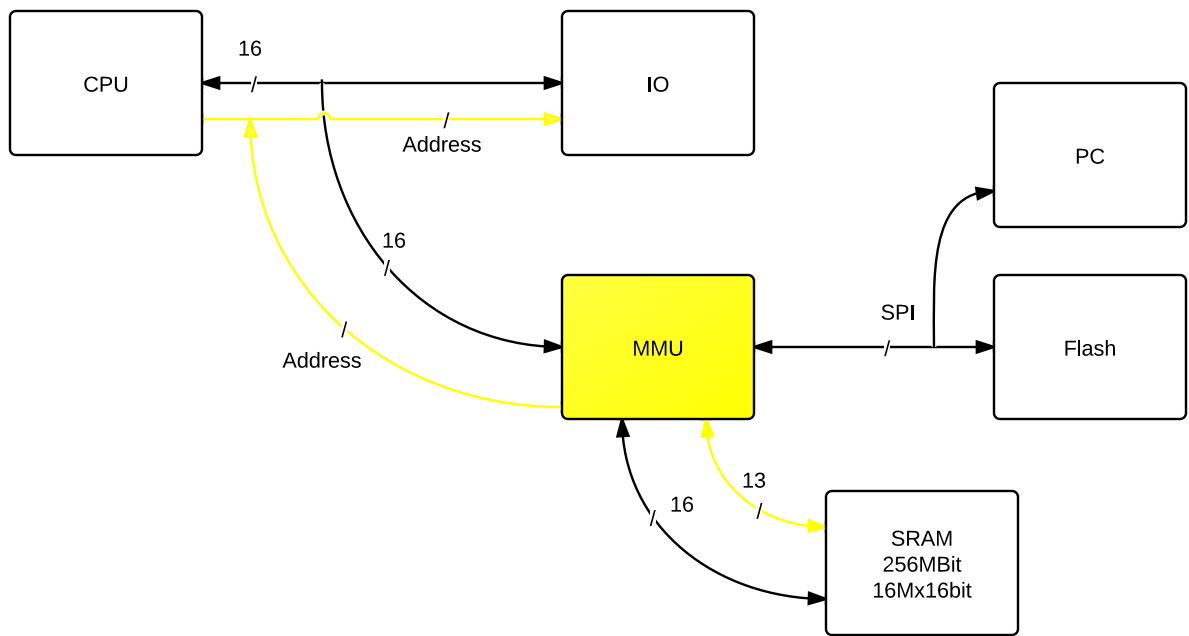 16
CPU
/
IO
/
Address
PC
16
/
SPI
/
Address
/
MMU
Flash
13
16
/
/
SRAM
256MBit
16Mx16bit